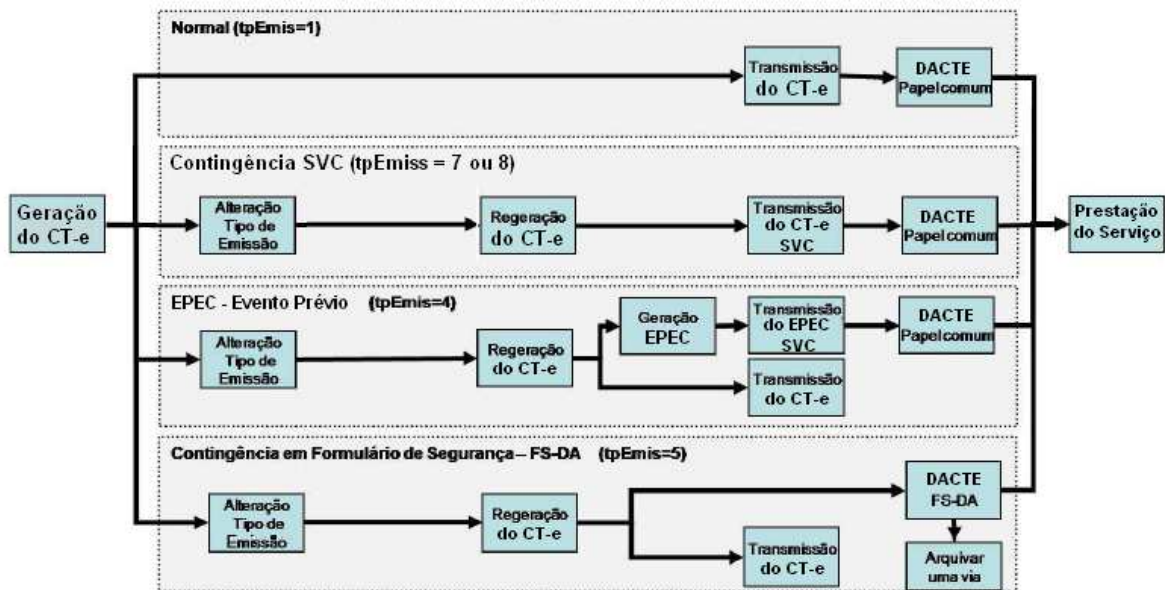 Normal (tpEmis=1)
Transmissão
do CT-e
DACTE
Papel comum
Contingência SVC (tpEmiss = 7 ou 8)
Geração
do CT-e
Alteração
Tipo de
Emissão
Regeração
do CT-e
Transmissão
do CT-e
SVC
DACTE
Papel comum
Prestação
do Serviço
EPEC - Evento Prévio (tpEmis=4)
Alteração
Tipo de
Emissão
Regeração
do CT-e
Geração
EPEC
Transmissão
do EPEC
SVC
DACTE
Papel comum
Transmissão
do CT-e
Contingência em Formulário de Segurança – FS-DA (tpEmis=5)
Alteração
Tipo de
Emissão
Regeração
do CT-e
DACTE
FS-DA
Transmissão
do CT-e
Arquivar
uma via